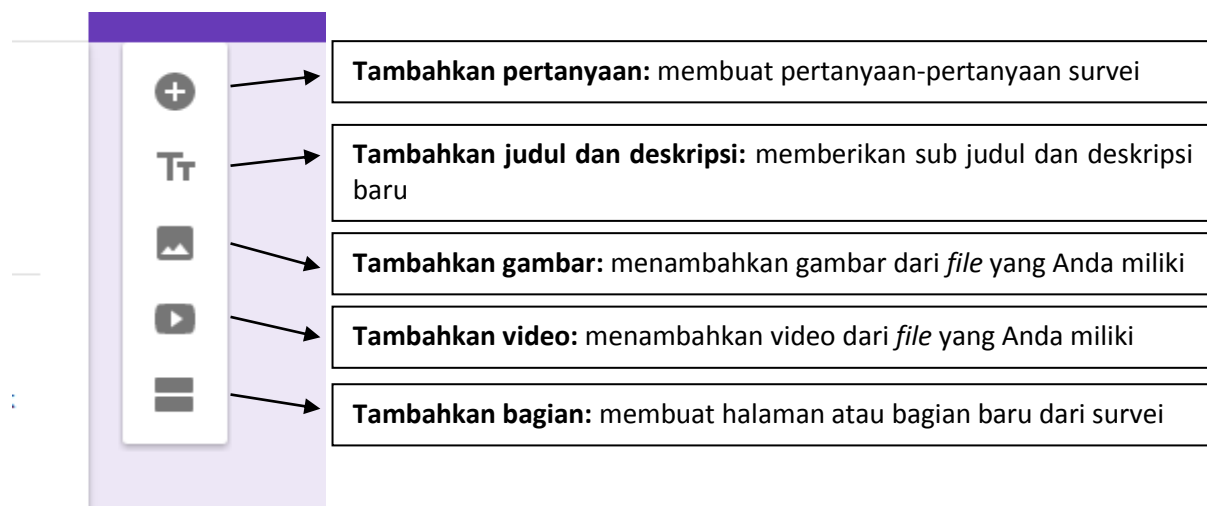 Tambahkan pertanyaan: membuat pertanyaan-pertanyaan survei
Tambahkan judul dan deskripsi: memberikan sub judul dan deskripsi
baru
Tambahkan gambar: menambahkan gambar dari file yang Anda miliki
Tambahkan video: menambahkan video dari file yang Anda miliki
Tambahkan bagian: membuat halaman atau bagian baru dari survei